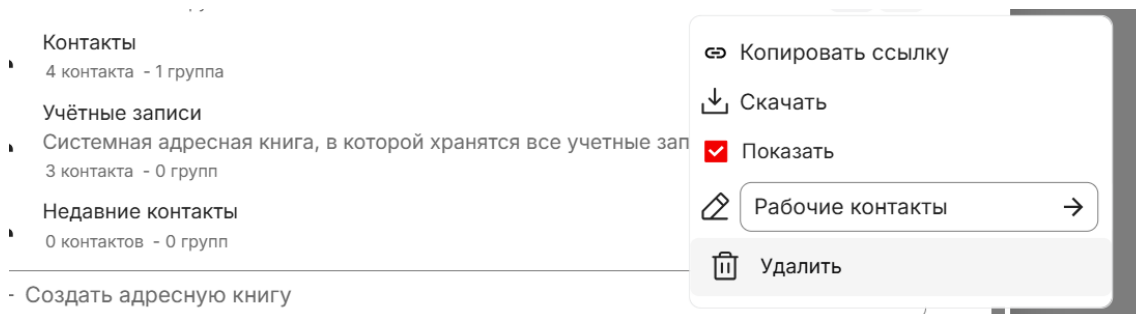 Контакты
4 контакта - 1 группа
Учётные записи
Системная адресная книга, в которой хранятся все учетные
3 контакта - 0 групп
Недавние контакты
0 контактов - 0 групп
Создать адресную книгу
Копировать ссылку
Скачать
Показать
Рабочие контакты
Удалить